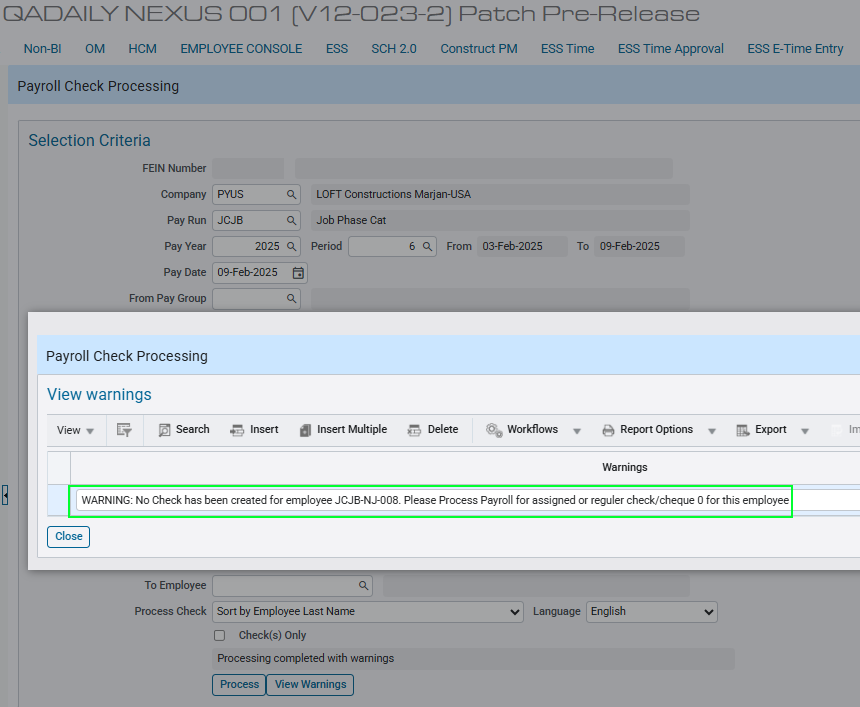 QADAILY NEXUS 001 (V12-023-2) Patch Pre-Release
Non-BI OM HCM EMPLOYEE CONSOLE ESS SCH 2.0 Construct PM ESS Time ESS Time Approval ESS E-Time Entry
Payroll Check Processing
Selection Criteria
FEIN Number
Company PYUS LOFT Constructions Marjan-USA
Pay Run JCJB Job Phase Cat
Pay Year 2025 Period 6 From 03-Feb-2025 To 09-Feb-2025
Pay Date 09-Feb-2025
From Pay Group
Payroll Check Processing
View warnings
View Search Insert Insert Multiple Delete Workflows Report Options Export Im
Warnings
WARNING: No Check has been created for employee JCJB-NJ-008. Please Process Payroll for assigned or reguler check/cheque 0 for this employee
Close
To Employee
Process Check Sort by Employee Last Name Language English
Check(s) Only
Processing completed with warnings
Process View Warnings